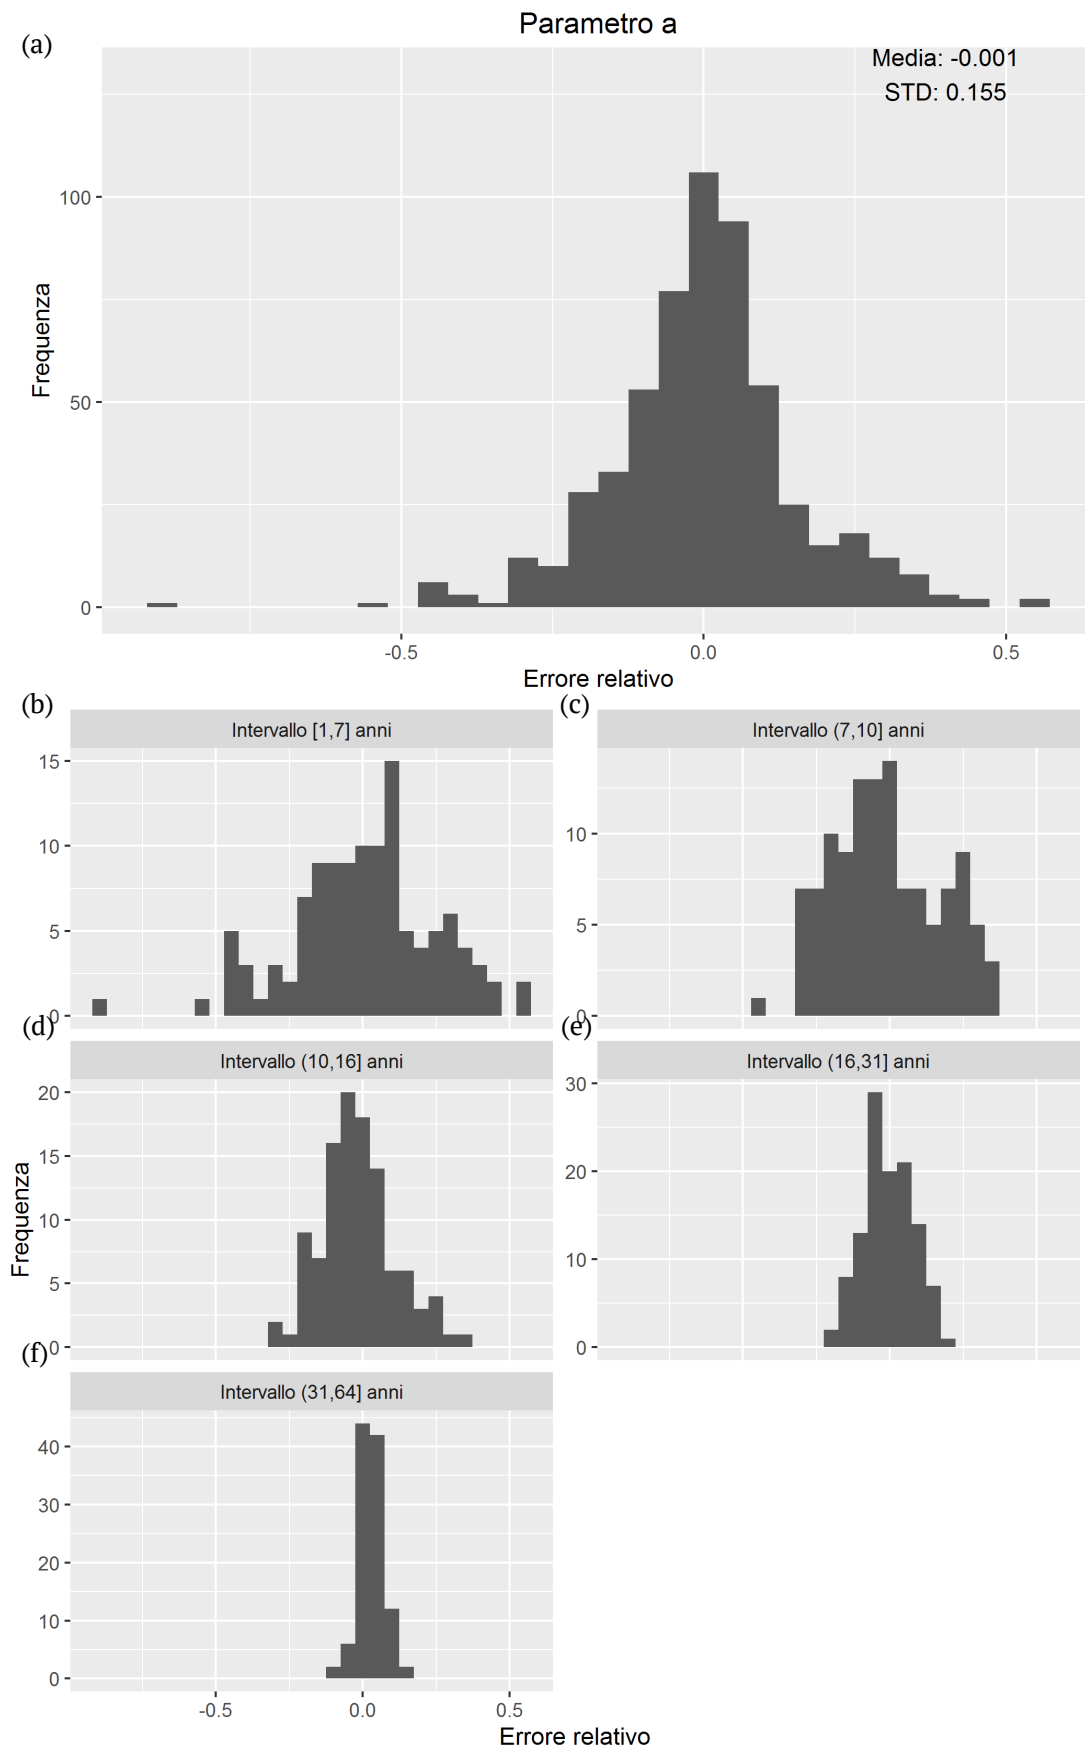 Parametro a
(a)
Media: -0.001
STD: 0.155
100
50
0
Frequenza
-0.5 0.0 0.5
Errore relativo
(b)
Intervallo [1,7] anni
15
10
5
0
(c)
Intervallo (7,10] anni
10
5
0
(d)
Intervallo (10,16] anni
20
15
10
5
0
Frequenza
(e)
Intervallo (16,31] anni
30
20
10
0
(f)
Intervallo (31,64] anni
40
30
20
10
0
-0.5 0.0 0.5
Errore relativo